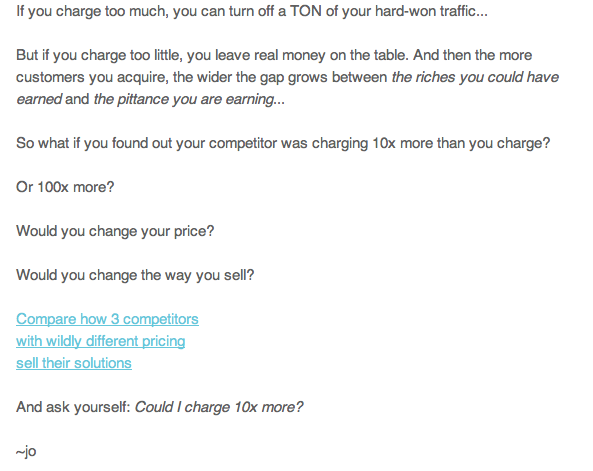 If you charge too much, you can turn off a TON of your hard-won traffic...
But if you charge too little, you leave real money on the table. And then the more
customers you acquire, the wider the gap grows between the riches you could have
earned and the pittance you are earning...
So what if you found out your competitor was charging 10x more than you charge?
Or 100x more?
Would you change your price?
Would you change the way you sell?
Compare how 3 competitors
with wildly different pricing
sell their solutions
And ask yourself: Could I charge 10x more?
~jo